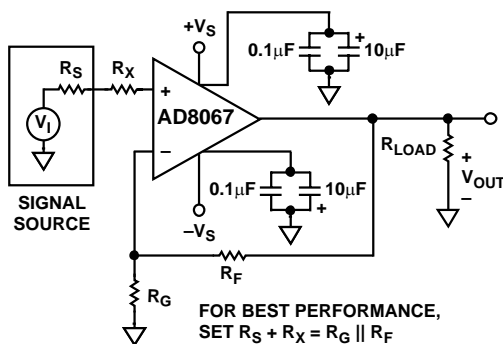 +VS
0.1μF
+
10μF
RS
RX
VI
+
AD8067
–
SIGNAL
SOURCE
–VS
0.1μF
10μF
+
RLOAD
+
VOUT
–
RF
RG
FOR BEST PERFORMANCE,
SET RS + RX = RG || RF